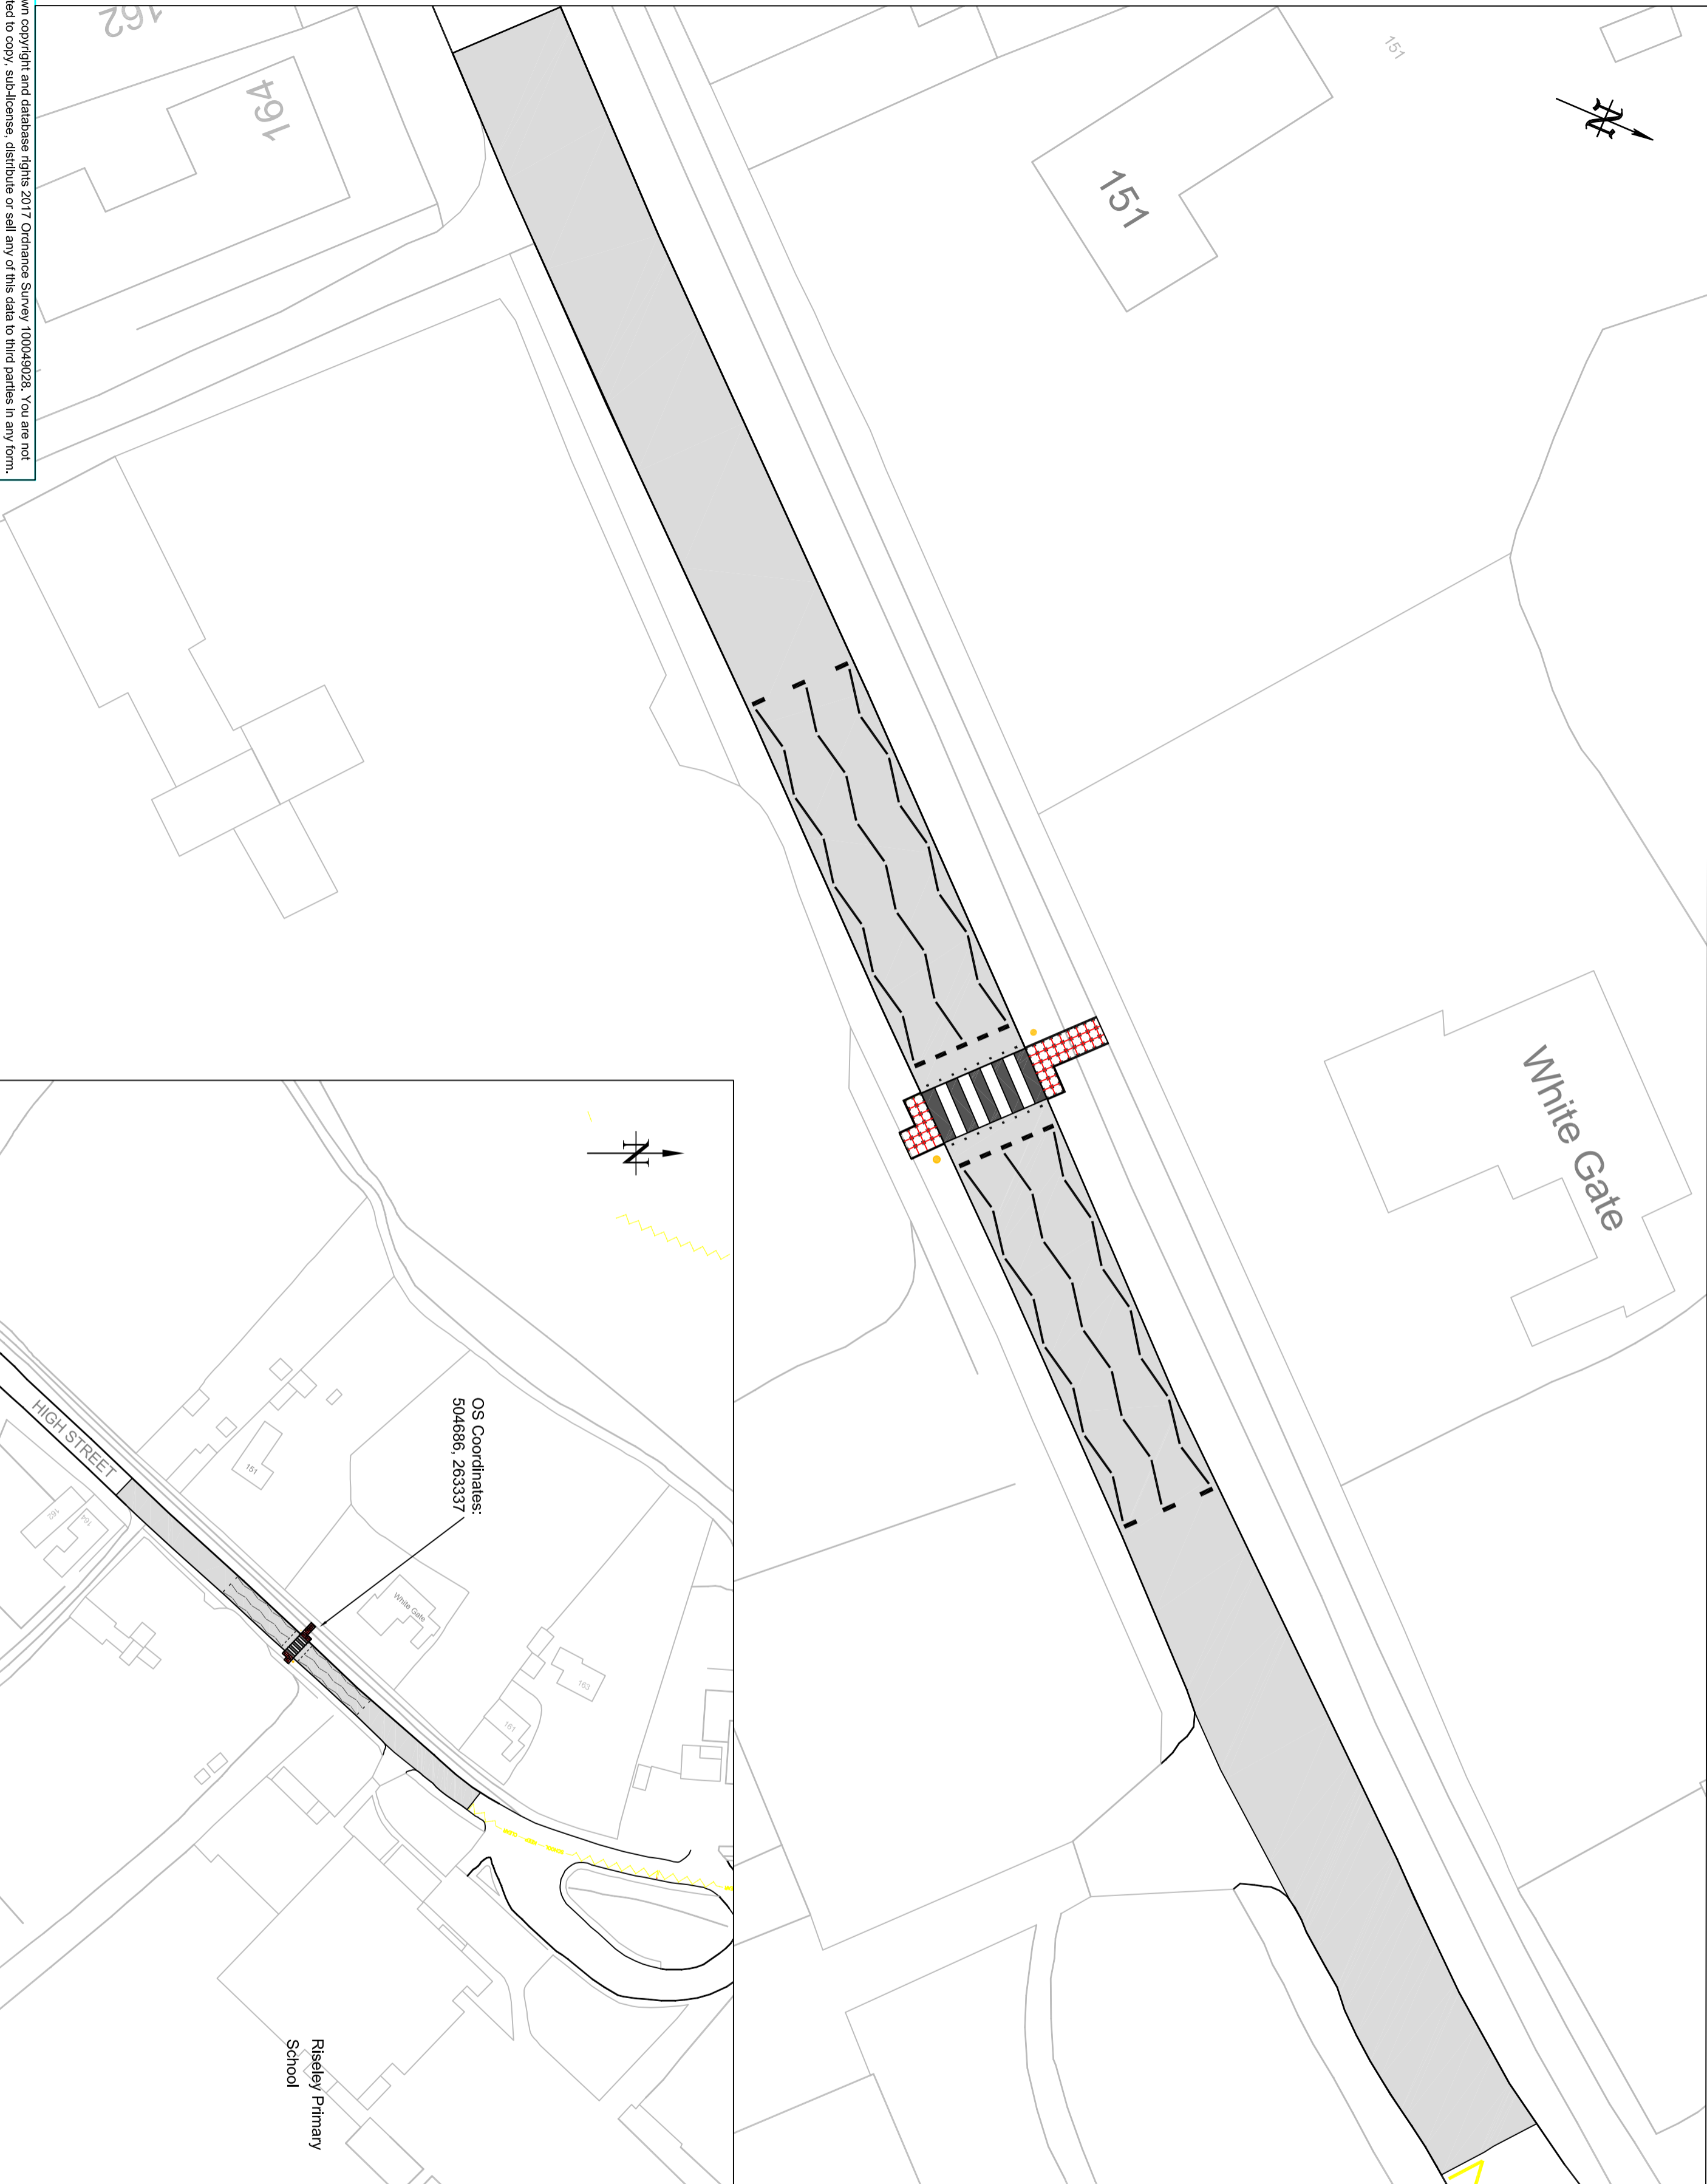 wn copyright and database rights 2017 Ordnance Survey 100049028. You are not
ted to copy, sub-license, distribute or sell any of this data to third parties in any form.
162
164
151
151
N
White Gate
N
OS Coordinates:
504686, 263337
HIGH STREET
151
162
164
White Gate
163
161
Riseley Primary
School